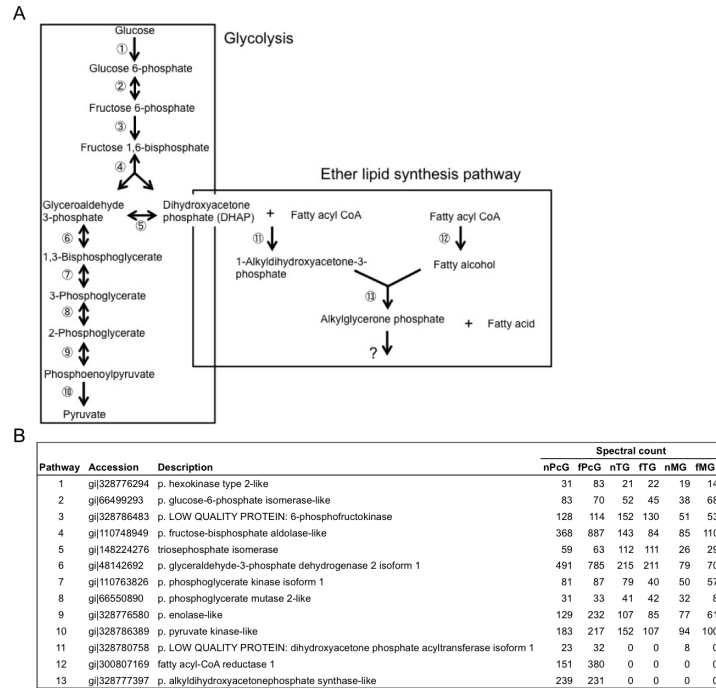 A
Glycolysis
Glucose
①
Glucose 6-phosphate
②
Fructose 6-phosphate
③
Fructose 1,6-bisphosphate
④
Ether lipid synthesis pathway
Glyceroaldehyde
3-phosphate
⑤
Dihydroxyacetone
phosphate (DHAP)
+ Fatty acyl CoA
Fatty acyl CoA
⑥
⑪
⑫
1,3-Bisphosphoglycerate
1-Alkyldihydroxyacetone-3-
phosphate
Fatty alcohol
⑦
3-Phosphoglycerate
⑬
⑧
Alkylglycerone phosphate + Fatty acid
2-Phosphoglycerate
⑨
?
Phosphoenolpyruvate
⑩
Pyruvate
B
Spectral count
Pathway Accession Description nPcG fPcG nTG fTG nMG fMG
1 gi|328776294 p. hexokinase type 2-like 31 83 21 22 19 14
2 gi|66499293 p. glucose-6-phosphate isomerase-like 83 70 52 45 38 68
3 gi|328786483 p. LOW QUALITY PROTEIN: 6-phosphofructokinase 128 114 152 130 51 53
4 gi|110748949 p. fructose-bisphosphate aldolase-like 368 887 143 84 85 110
5 gi|148224276 triosephosphate isomerase 59 63 112 111 26 29
6 gi|48142692 p. glyceraldehyde-3-phosphate dehydrogenase 2 isoform 1 491 785 215 211 79 70
7 gi|110763826 p. phosphoglycerate kinase isoform 1 81 87 79 40 50 57
8 gi|66550890 p. phosphoglycerate mutase 2-like 31 33 41 42 32 8
9 gi|328776580 p. enolase-like 129 232 107 85 77 61
10 gi|328786389 p. pyruvate kinase-like 183 217 152 107 94 100
11 gi|328780758 p. LOW QUALITY PROTEIN: dihydroxyacetone phosphate acyltransferase isoform 1 23 32 0 0 8 0
12 gi|300807169 fatty acyl-CoA reductase 1 151 380 0 0 0 0
13 gi|328777397 p. alkyldihydroxyacetonephosphate synthase-like 239 231 0 0 0 0